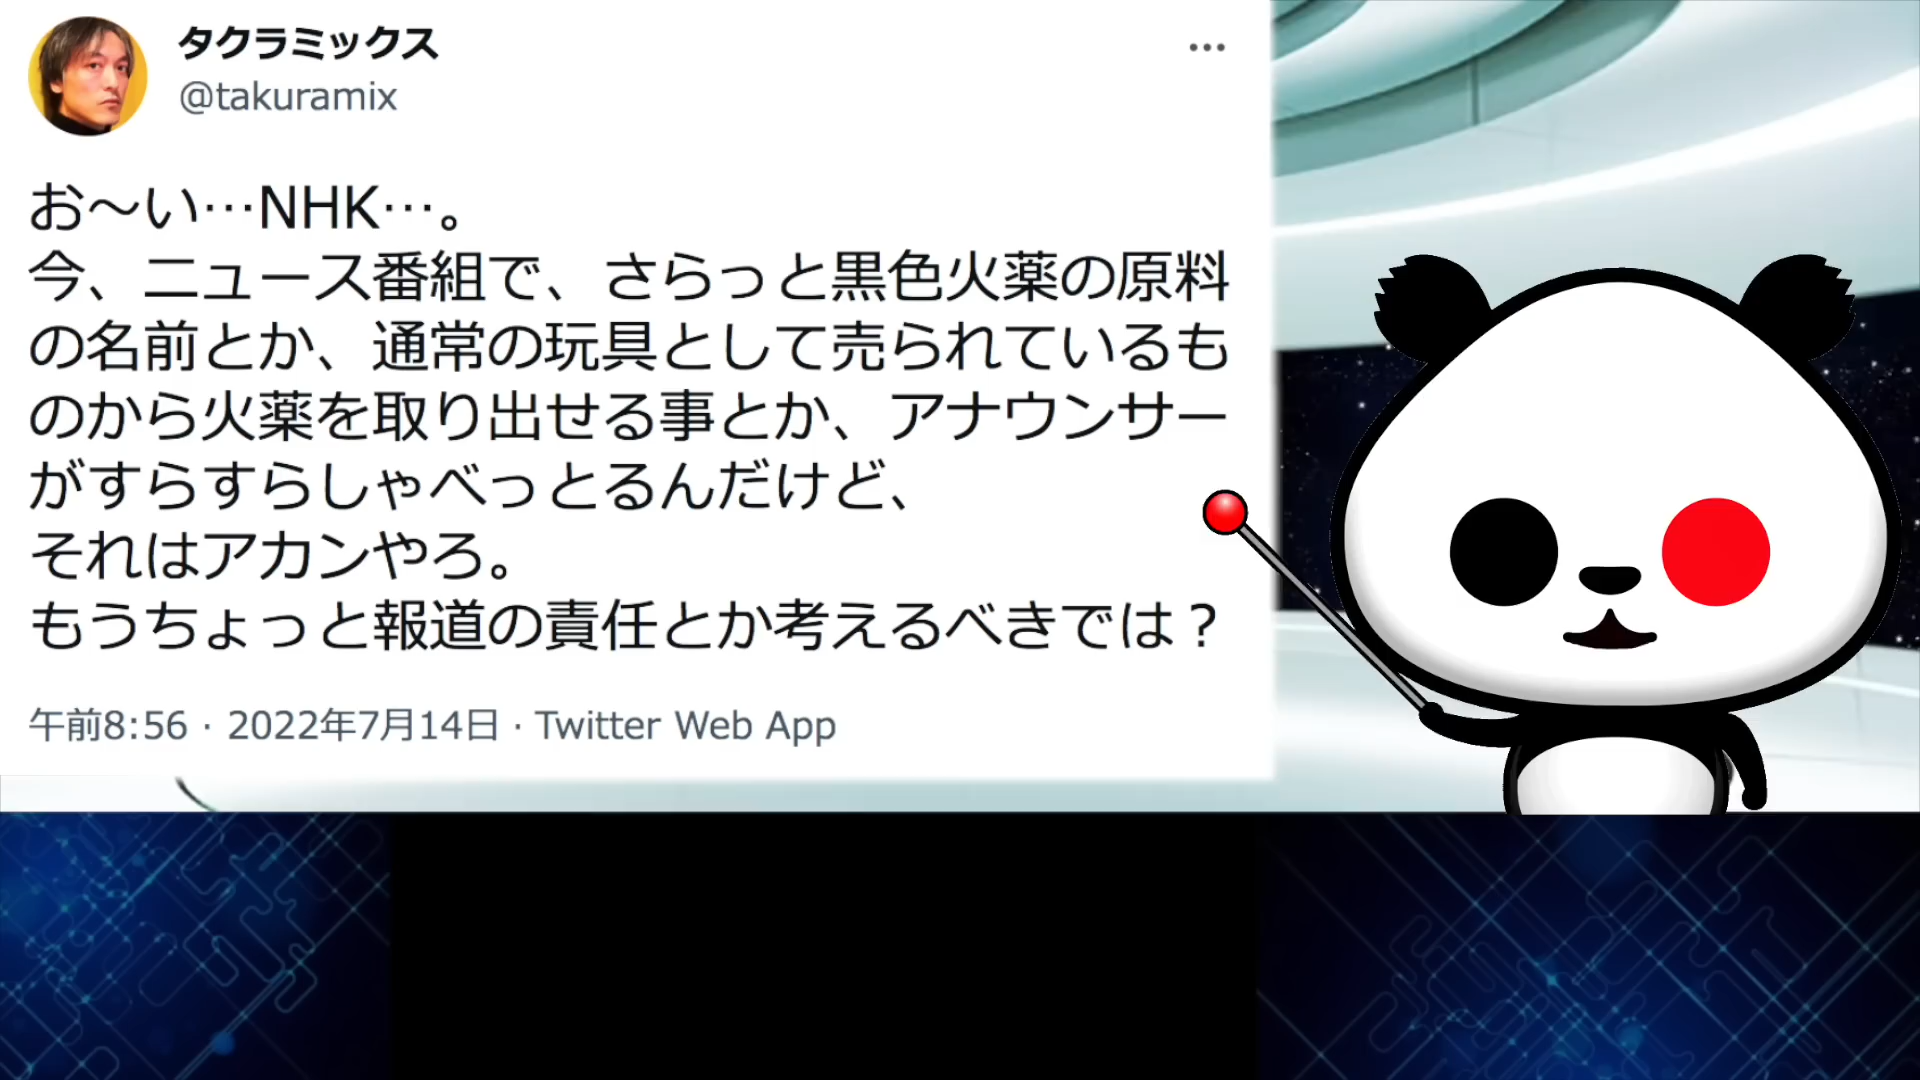 タクラミックス
@takuramix
お〜い…NHK…。
今、ニュース番組で、さらっと黒色火薬の原料
の名前とか、通常の玩具として売られているも
のから火薬を取り出せる事とか、アナウンサー
がすらすらしゃべっとるんだけど、
それはアカンやろ。
もうちょっと報道の責任とか考えるべきでは？
午前8:56 · 2022年7月14日 · Twitter Web App